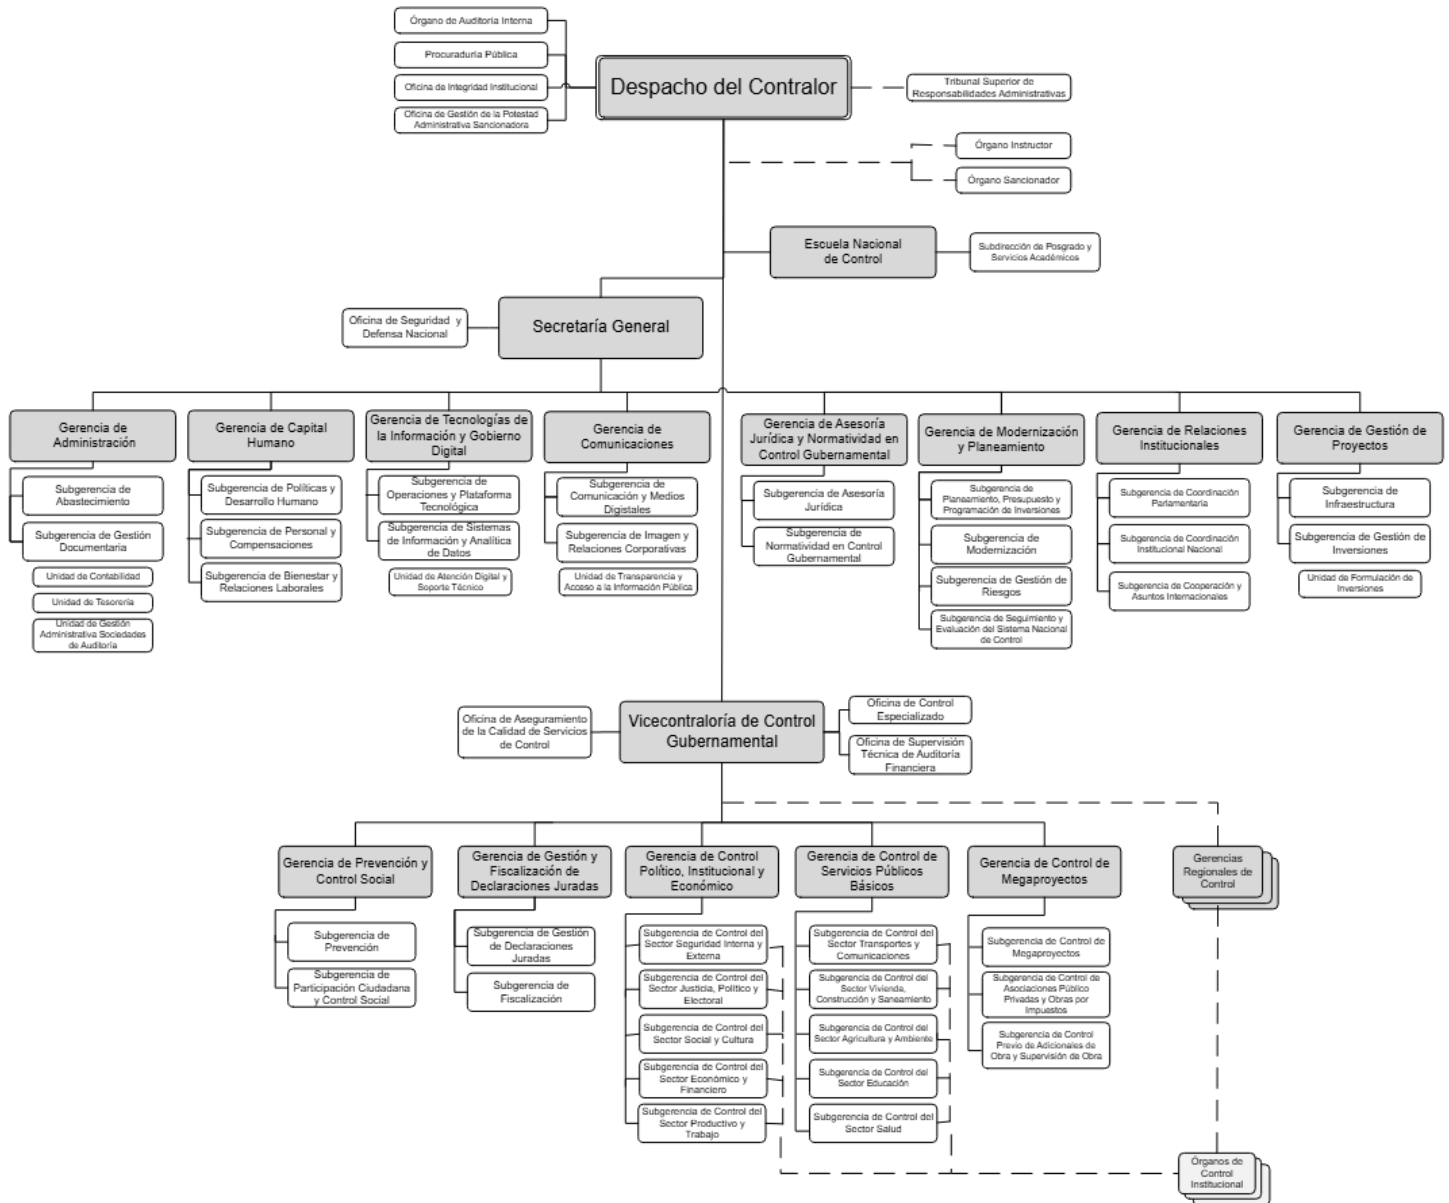 Órgano de Auditoría Interna
Procuraduría Pública
Oficina de Integridad Institucional
Oficina de Gestión de la Potestad
Administrativa Sancionadora
Despacho del Contralor
Tribunal Superior de
Responsabilidades Administrativas
Órgano Instructor
Órgano Sancionador
Escuela Nacional
de Control
Subdirección de Posgrado y
Servicios Académicos
Oficina de Seguridad y
Defensa Nacional
Secretaría General
Gerencia de
Administración
Subgerencia de
Abastecimiento
Subgerencia de Gestión
Documentaria
Unidad de Contabilidad
Unidad de Tesorería
Unidad de Gestión
Administrativa Sociedades
de Auditoría
Gerencia de Capital
Humano
Subgerencia de Políticas y
Desarrollo Humano
Subgerencia de Personal y
Compensaciones
Subgerencia de Bienestar y
Relaciones Laborales
Gerencia de Tecnologías de
la Información y Gobierno
Digital
Subgerencia de
Operaciones y Plataforma
Tecnológica
Subgerencia de Sistemas
de Información y Analítica
de Datos
Unidad de Atención Digital y
Soporte Técnico
Gerencia de
Comunicaciones
Subgerencia de
Comunicación y Medios
Digistales
Subgerencia de Imagen y
Relaciones Corporativas
Unidad de Transparencia y
Acceso a la Información Pública
Gerencia de Asesoría
Jurídica y Normatividad en
Control Gubernamental
Subgerencia de Asesoría
Jurídica
Subgerencia de
Normatividad en Control
Gubernamental
Gerencia de Modernización
y Planeamiento
Subgerencia de
Planeamiento, Presupuesto y
Programación de Inversiones
Subgerencia de
Modernización
Subgerencia de Gestión de
Riesgos
Subgerencia de Seguimiento y
Evaluación del Sistema Nacional
de Control
Gerencia de Relaciones
Institucionales
Subgerencia de Coordinación
Parlamentaria
Subgerencia de Coordinación
Institucional Nacional
Subgerencia de Cooperación y
Asuntos Internacionales
Gerencia de Gestión de
Proyectos
Subgerencia de
Infraestructura
Subgerencia de Gestión de
Inversiones
Unidad de Formulación de
Inversiones
Oficina de Aseguramiento
de la Calidad de Servicios
de Control
Vicecontraloría de Control
Gubernamental
Oficina de Control
Especializado
Oficina de Supervisión
Técnica de Auditoría
Financiera
Gerencia de Prevención y
Control Social
Subgerencia de
Prevención
Subgerencia de
Participación Ciudadana
y Control Social
Gerencia de Gestión y
Fiscalización de
Declaraciones Juradas
Subgerencia de Gestión
de Declaraciones
Juradas
Subgerencia de
Fiscalización
Gerencia de Control
Político, Institucional y
Económico
Subgerencia de Control del
Sector Seguridad Interna y
Externa
Subgerencia de Control del
Sector Justicia, Político y
Electoral
Subgerencia de Control del
Sector Social y Cultura
Subgerencia de Control del
Sector Económico y
Financiero
Subgerencia de Control del
Sector Productivo y
Trabajo
Gerencia de Control de
Servicios Públicos
Básicos
Subgerencia de Control del
Sector Transportes y
Comunicaciones
Subgerencia de Control del
Sector Vivienda,
Construcción y Saneamiento
Subgerencia de Control del
Sector Agricultura y Ambiente
Subgerencia de Control del
Sector Educación
Subgerencia de Control del
Sector Salud
Gerencia de Control de
Megaproyectos
Subgerencia de Control de
Megaproyectos
Subgerencia de Control de
Asociaciones Público
Privadas y Obras por
Impuestos
Subgerencia de Control
Previo de Adicionales de
Obra y Supervisión de Obra
Gerencias
Regionales de
Control
Órganos de
Control
Institucional